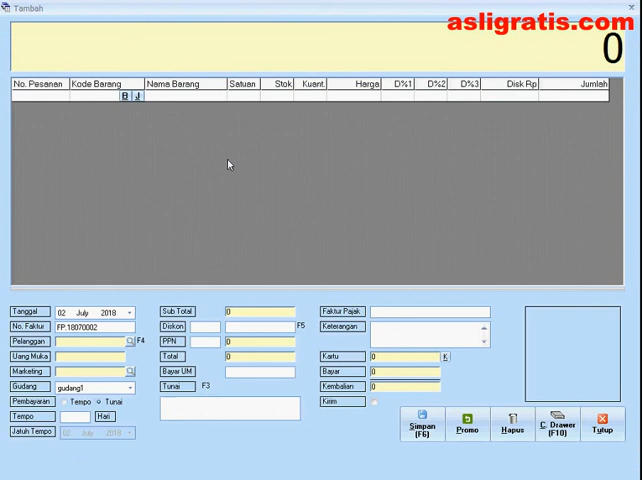 Tambah
asligratis.com
0
No. Pesanan Kode Barang Nama Barang Satuan Stok Kuant. Harga D%1 D%2 D%3 Disk Rp Jumlah
B J
Tanggal 02 July 2018 Sub Total 0 Faktur Pajak
No. Faktur FP.18070002 Diskon F5 Keterangan
Pelanggan F4 PPN 0
Uang Muka Total 0 Kartu 0 K
Marketing Bayar UM Bayar 0
Gudang gudang1 Tunai F3 Kembalian 0
Pembayaran Tempo Tunai Kirim
Tempo Hari
Jatuh Tempo 02 July 2018
Simpan (F6) Promo Hapus C. Drawer (F10) Tutup